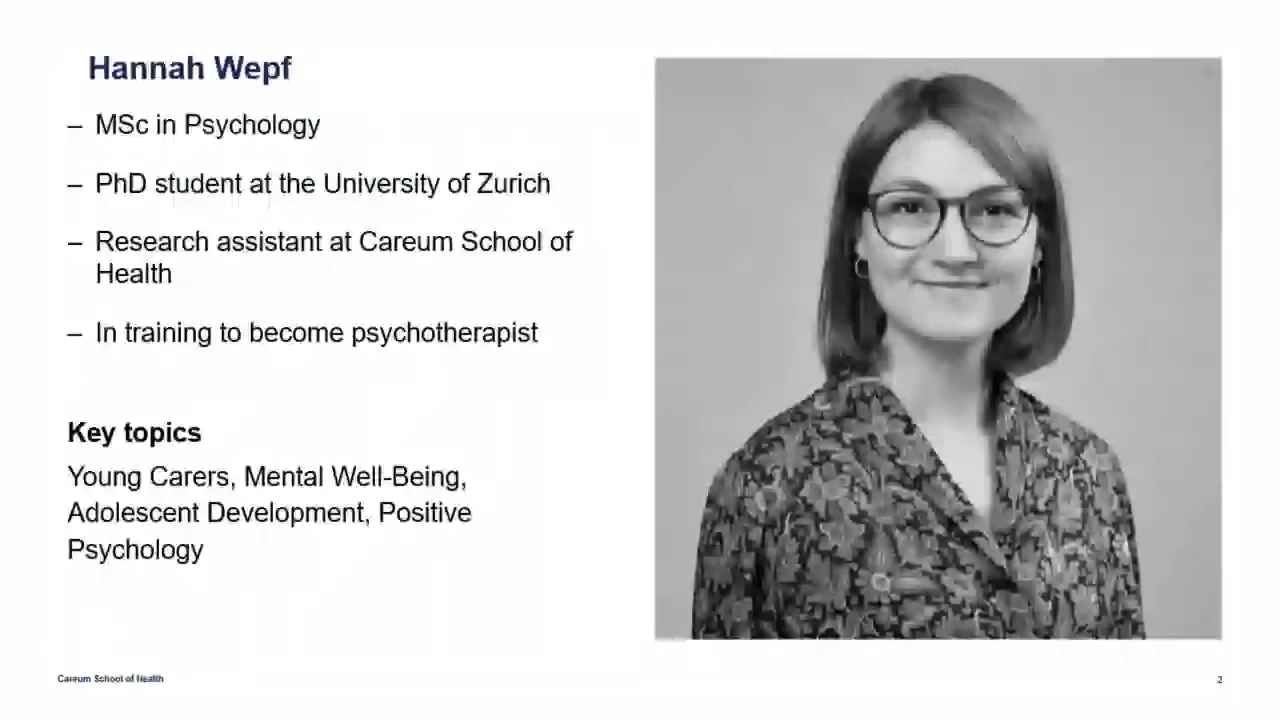 Hannah Wepf
– MSc in Psychology
– PhD student at the University of Zurich
– Research assistant at Careum School of
Health
– In training to become psychotherapist
Key topics
Young Carers, Mental Well-Being,
Adolescent Development, Positive
Psychology
Careum School of Health
2